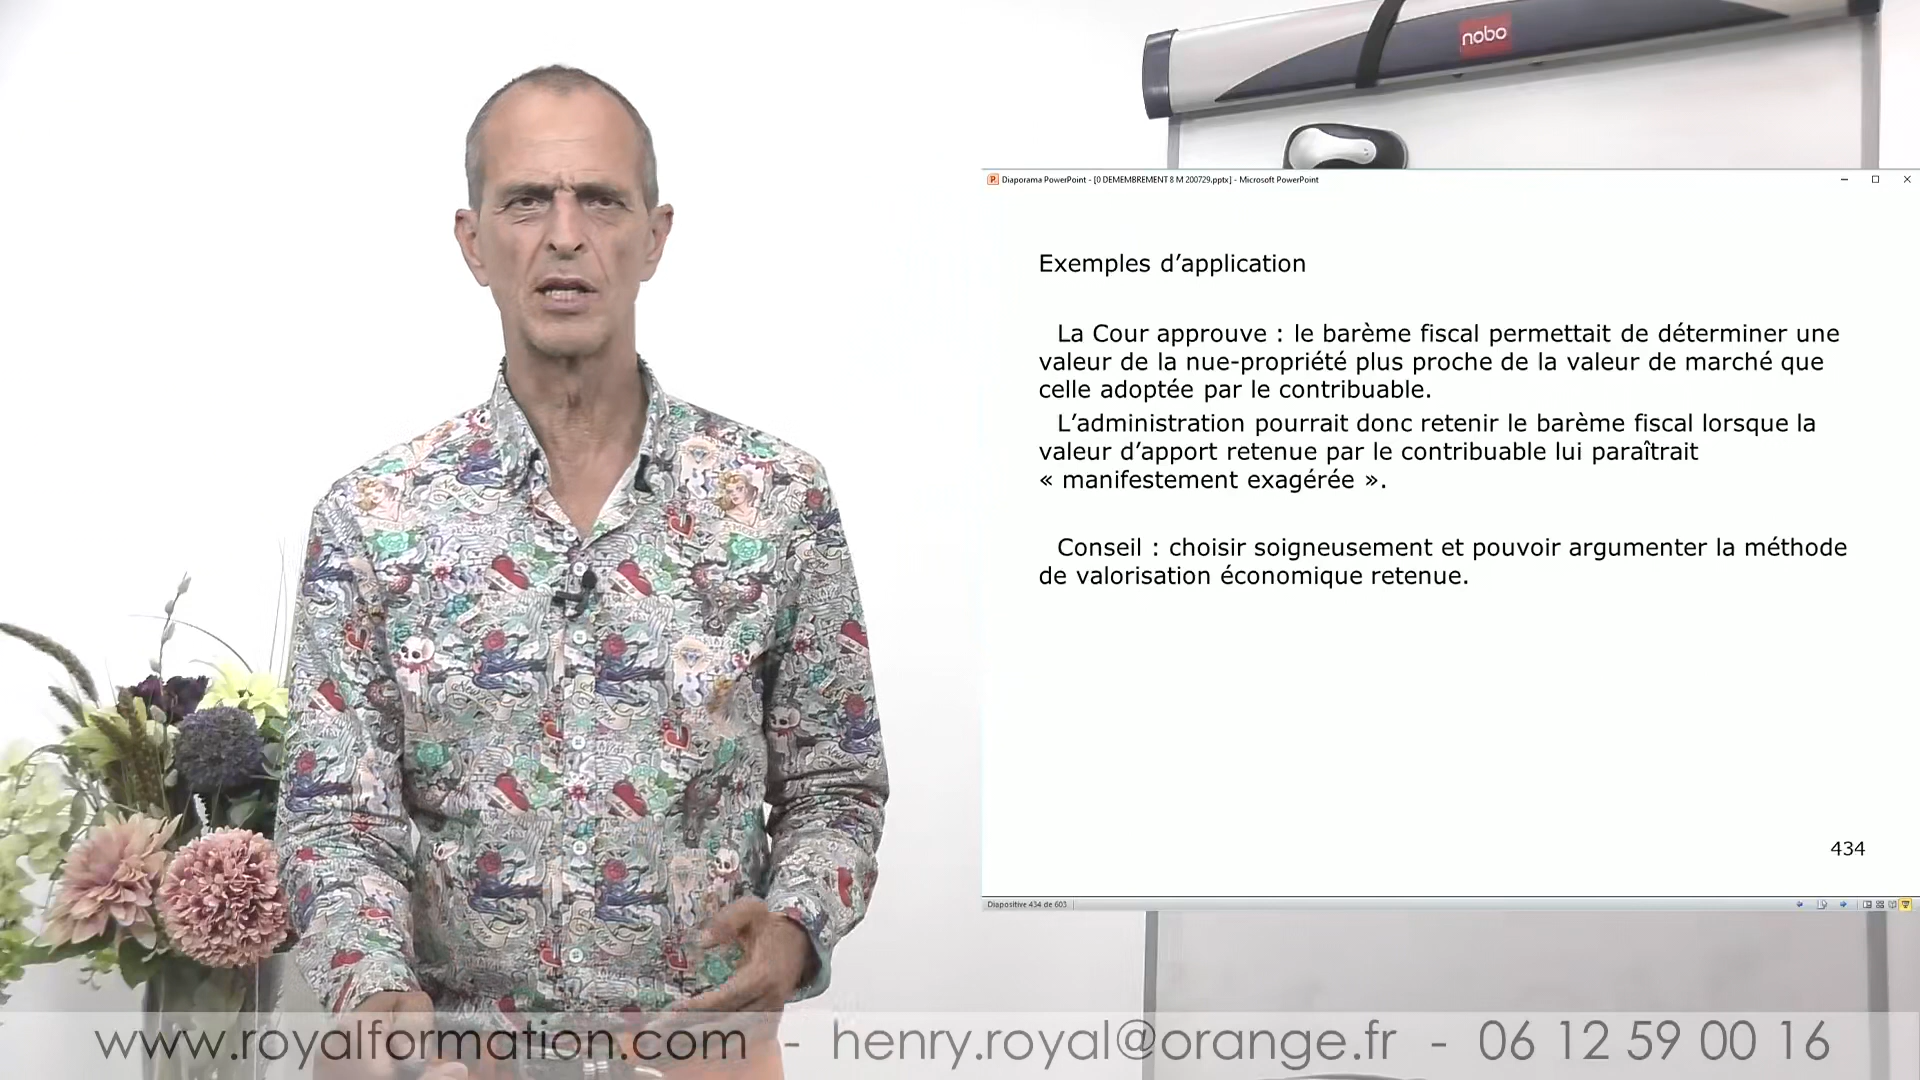 nobo
Diaporama PowerPoint - [0 DEMEMBREMENT 8 M 200729.pptx] - Microsoft PowerPoint
Exemples d’application
La Cour approuve : le barème fiscal permettait de déterminer une
valeur de la nue-propriété plus proche de la valeur de marché que
celle adoptée par le contribuable.
L’administration pourrait donc retenir le barème fiscal lorsque la
valeur d’apport retenue par le contribuable lui paraîtrait
« manifestement exagérée ».
Conseil : choisir soigneusement et pouvoir argumenter la méthode
de valorisation économique retenue.
434
Diapositive 434 de 603
www.royalformation.com - henry.royal@orange.fr - 06 12 59 00 16